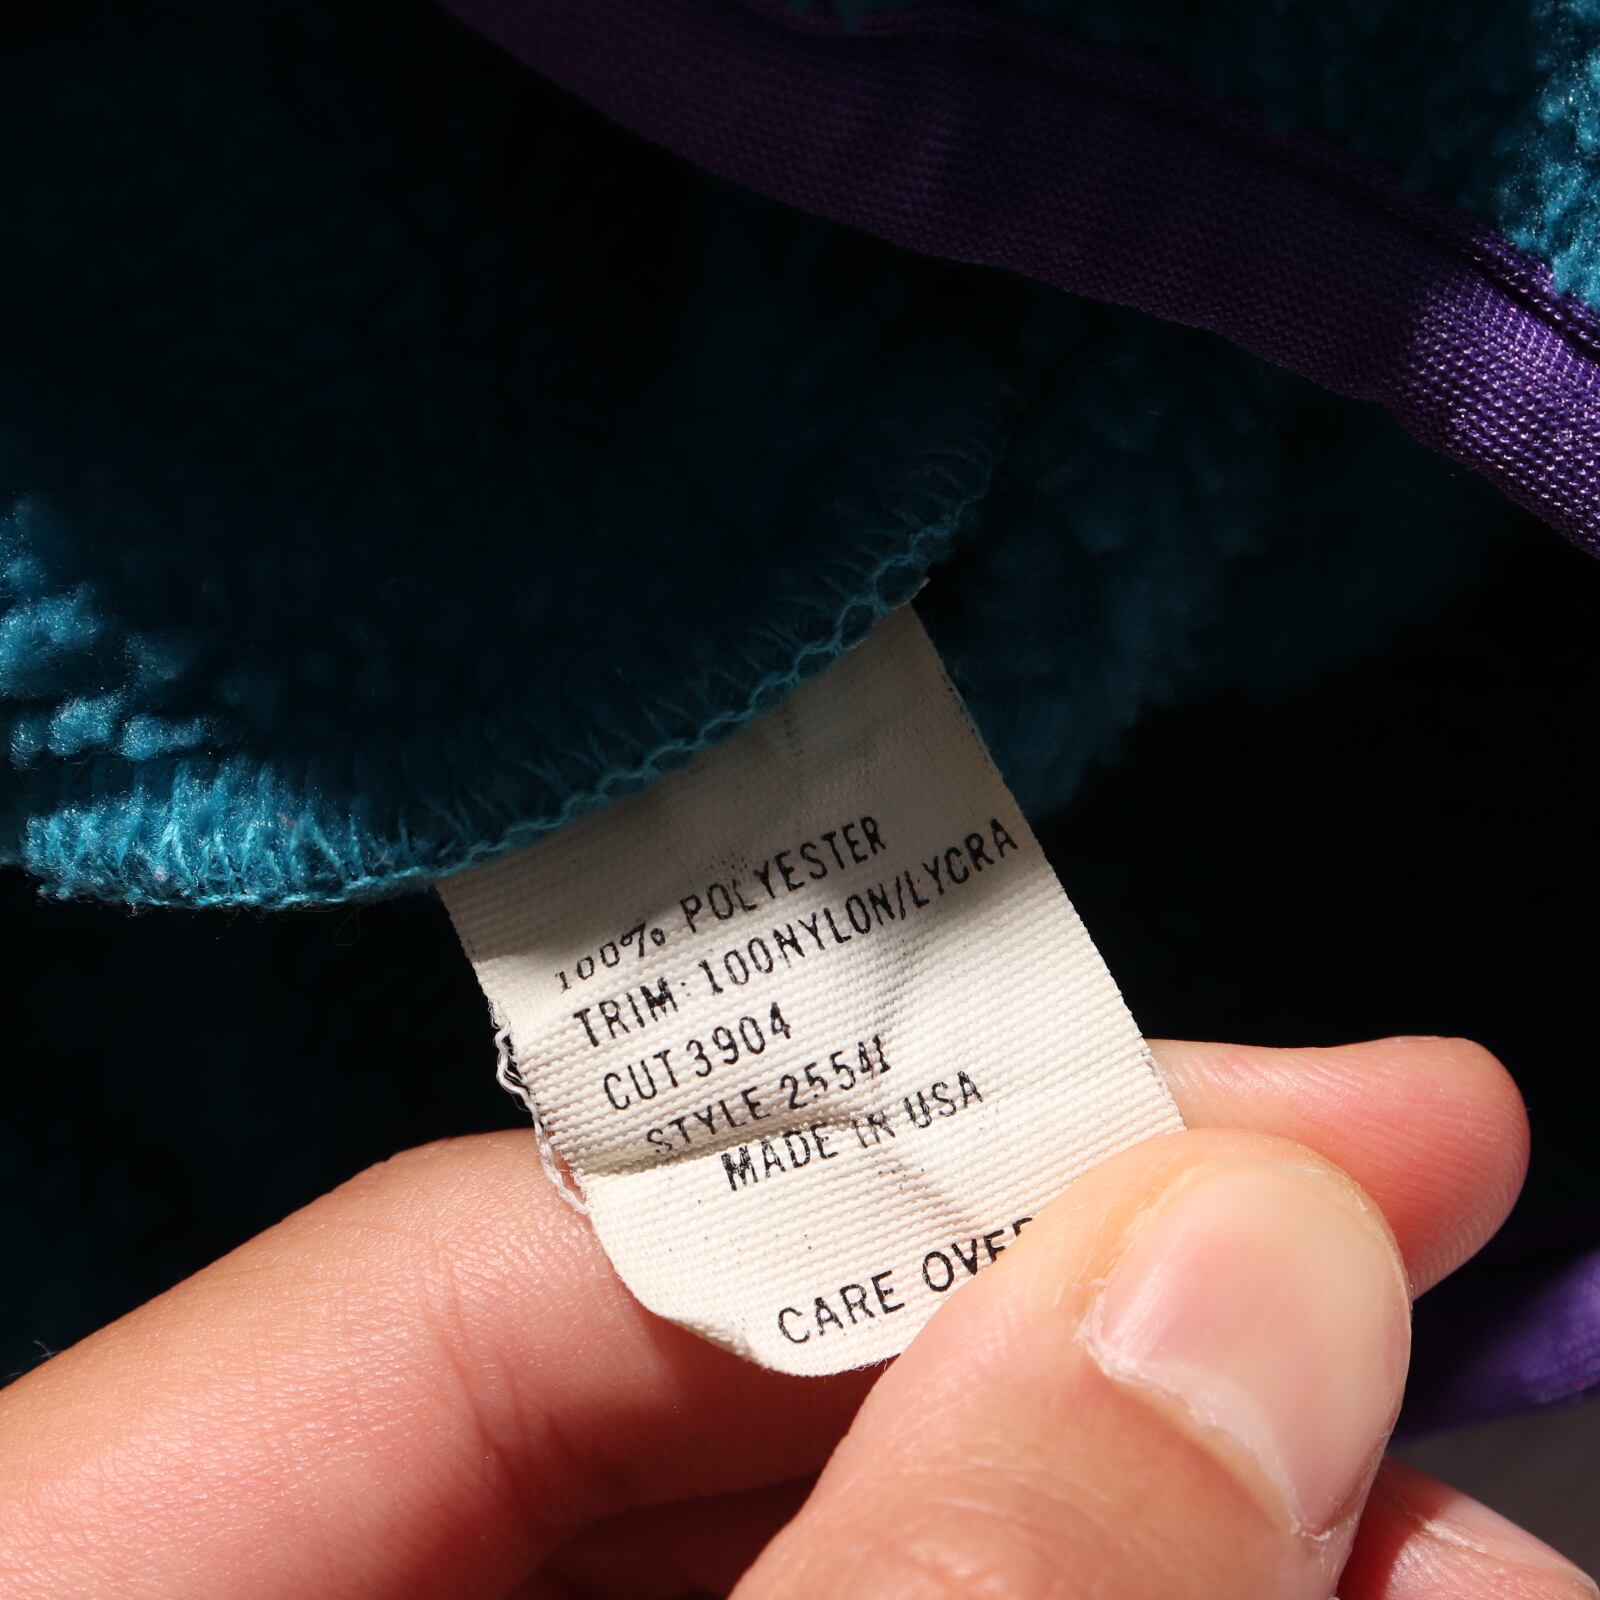 100% POLYESTER
TRIM: 100NYLON/LYCRA
CUT 3904
STYLE 25541
MADE IN USA
CARE OVER